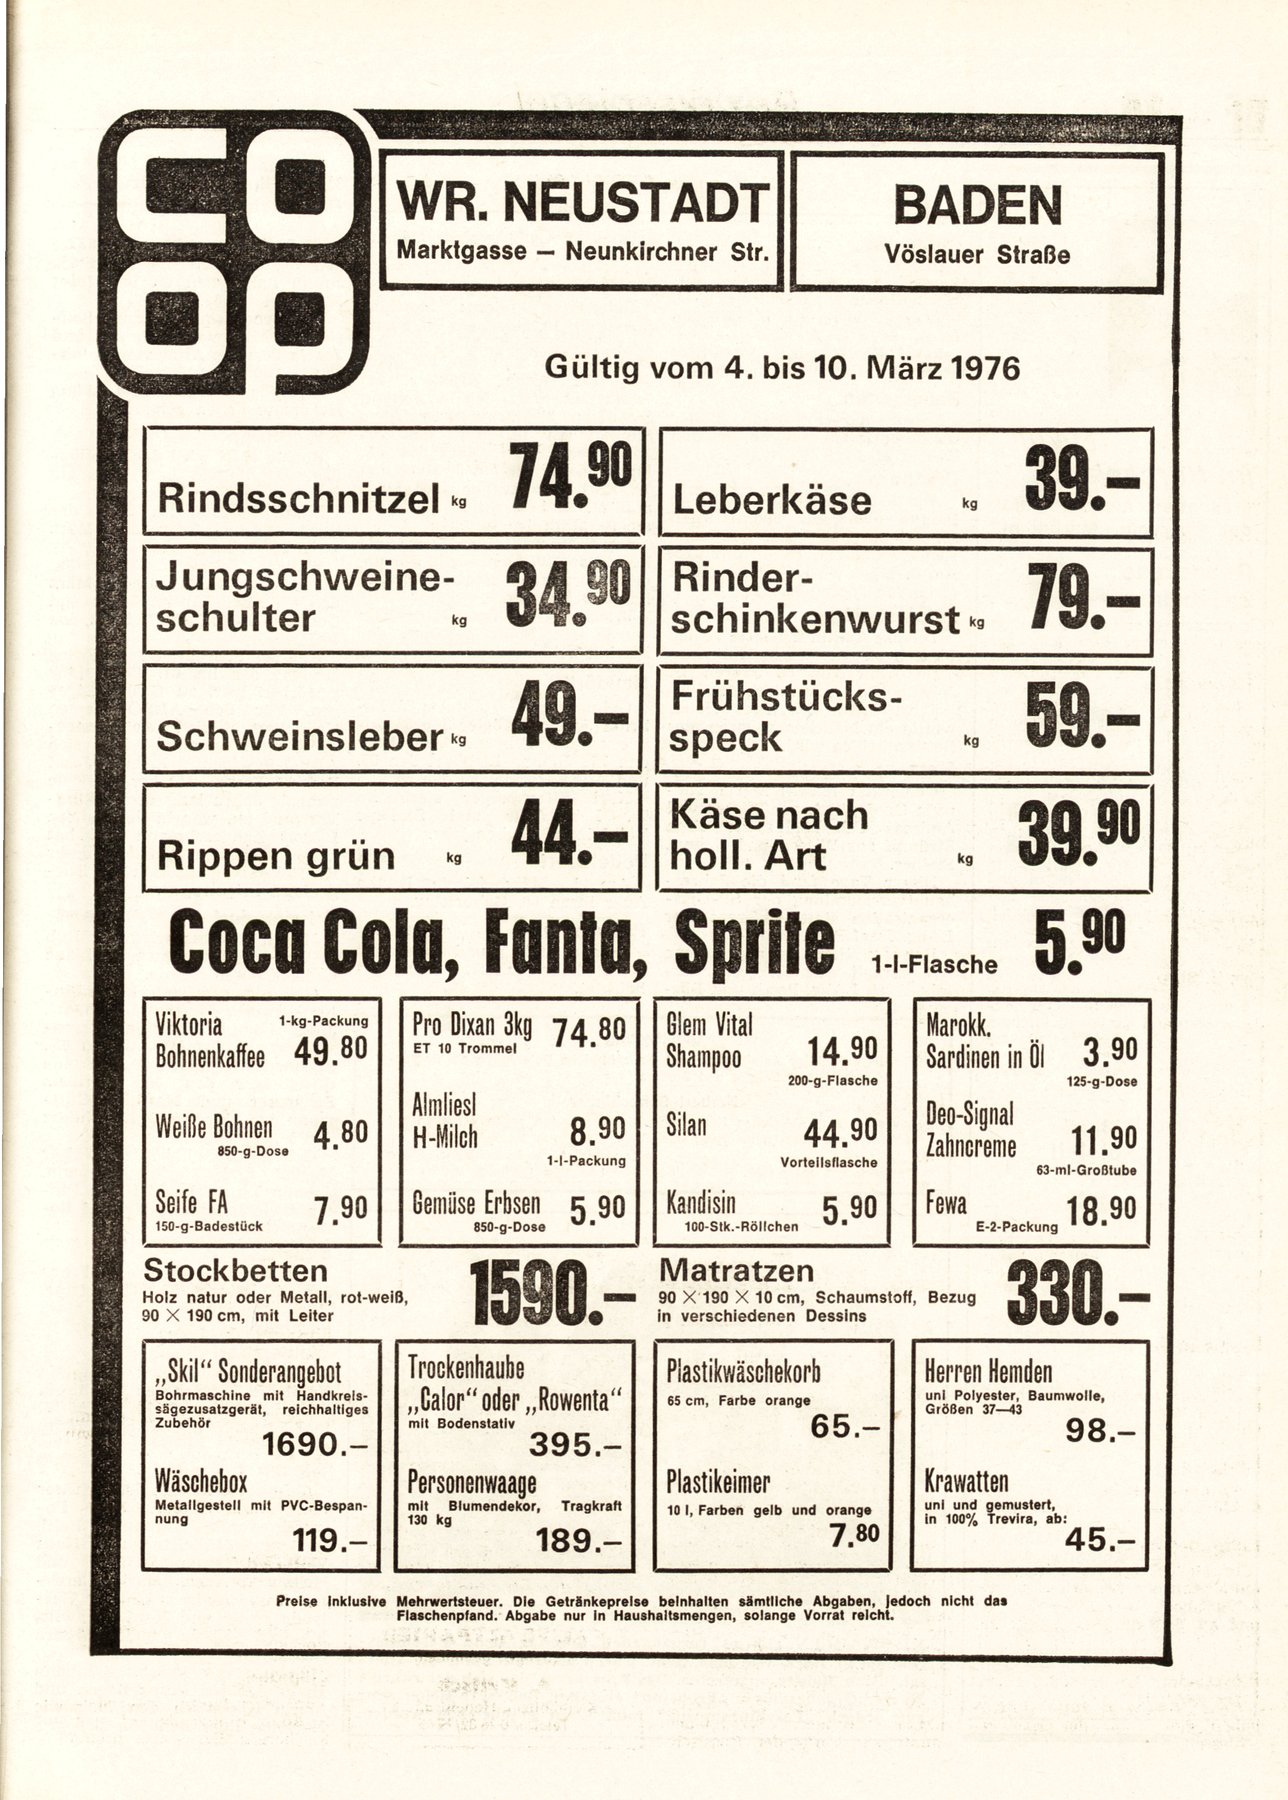 CO
OP
WR. NEUSTADT
Marktgasse — Neunkirchner Str.
BADEN
Vöslauer Straße
Gültig vom 4. bis 10. März 1976
Rindsschnitzel kg 74.90
Leberkäse kg 39.–
Jungschweine-
schulter kg 34.90
Rinder-
schinkenwurst kg 79.–
Schweinsleber kg 49.–
Frühstücks-
speck kg 59.–
Rippen grün kg 44.–
Käse nach
holl. Art kg 39.90
Coca Cola, Fanta, Sprite 1-l-Flasche 5.90
Viktoria 1-kg-Packung
Bohnenkaffee 49.80
Weiße Bohnen 4.80
850-g-Dose
Seife FA 7.90
150-g-Badestück
Pro Dixan 3kg 74.80
ET 10 Trommel
Almliesl
H-Milch 8.90
1-l-Packung
Gemüse Erbsen 5.90
850-g-Dose
Glem Vital
Shampoo 14.90
200-g-Flasche
Silan 44.90
Vorteilsflasche
Kandisin 5.90
100-Stk.-Röllchen
Marokk.
Sardinen in Öl 3.90
125-g-Dose
Deo-Signal
Zahncreme 11.90
63-ml-Großtube
Fewa 18.90
E-2-Packung
Stockbetten 1590.–
Holz natur oder Metall, rot-weiß,
90 × 190 cm, mit Leiter
Matratzen 330.–
90 × 190 × 10 cm, Schaumstoff, Bezug
in verschiedenen Dessins
„Skil“ Sonderangebot
Bohrmaschine mit Handkreis-
sägezusatzgerät, reichhaltiges
Zubehör
1690.–
Wäschebox
Metallgestell mit PVC-Bespan-
nung
119.–
Trockenhaube
„Calor“ oder „Rowenta“
mit Bodenstativ
395.–
Personenwaage
mit Blumendekor, Tragkraft
130 kg
189.–
Plastikwäschekorb
65 cm, Farbe orange
65.–
Plastikeimer
10 l, Farben gelb und orange
7.80
Herren Hemden
uni Polyester, Baumwolle,
Größen 37—43
98.–
Krawatten
uni und gemustert,
in 100% Trevira, ab:
45.–
Preise inklusive Mehrwertsteuer. Die Getränkepreise beinhalten sämtliche Abgaben, jedoch nicht das
Flaschenpfand. Abgabe nur in Haushaltsmengen, solange Vorrat reicht.